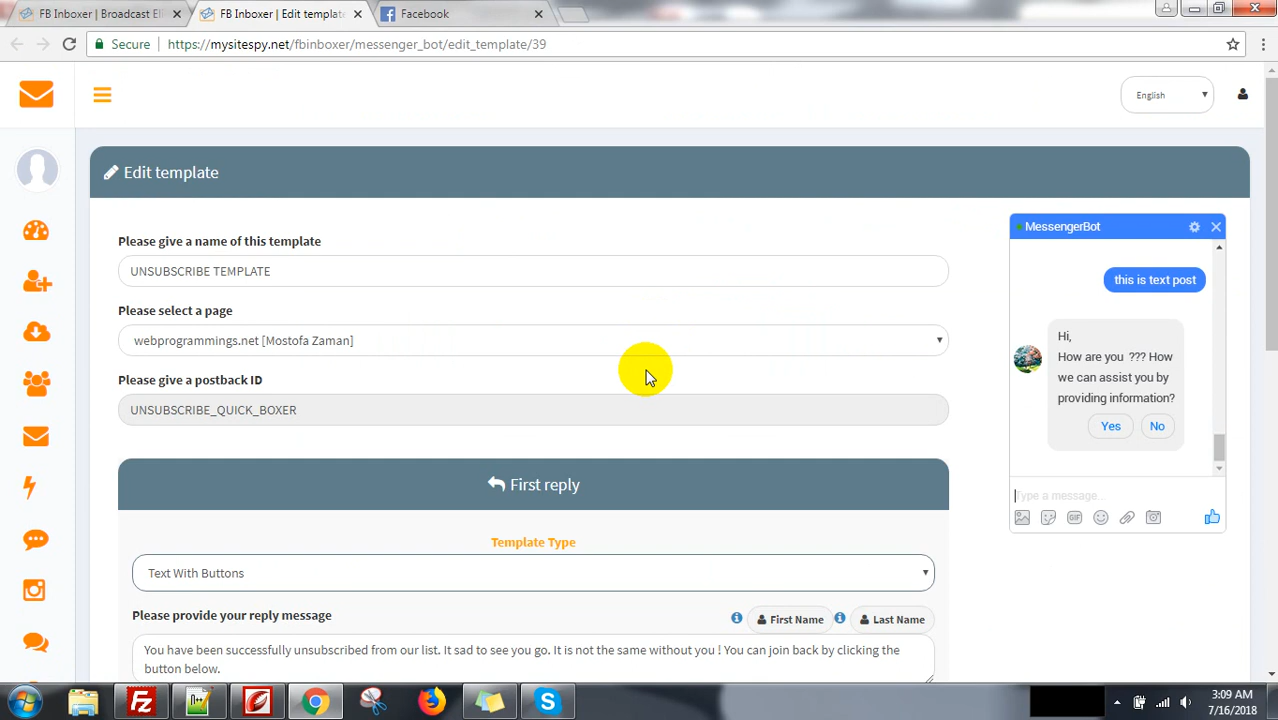 FB Inboxer | Broadcast Elli
FB Inboxer | Edit template
Facebook
Secure
https://mysitespy.net/fbinboxer/messenger_bot/edit_template/39
English
Edit template
Please give a name of this template
UNSUBSCRIBE TEMPLATE
Please select a page
webprogrammings.net [Mostofa Zaman]
Please give a postback ID
UNSUBSCRIBE_QUICK_BOXER
First reply
Template Type
Text With Buttons
Please provide your reply message
First Name
Last Name
You have been successfully unsubscribed from our list. It sad to see you go. It is not the same without you ! You can join back by clicking the
button below.
MessengerBot
this is text post
Hi,
How are you ??? How
we can assist you by
providing information?
Yes
No
Type a message...
GIF
3:09 AM
7/16/2018